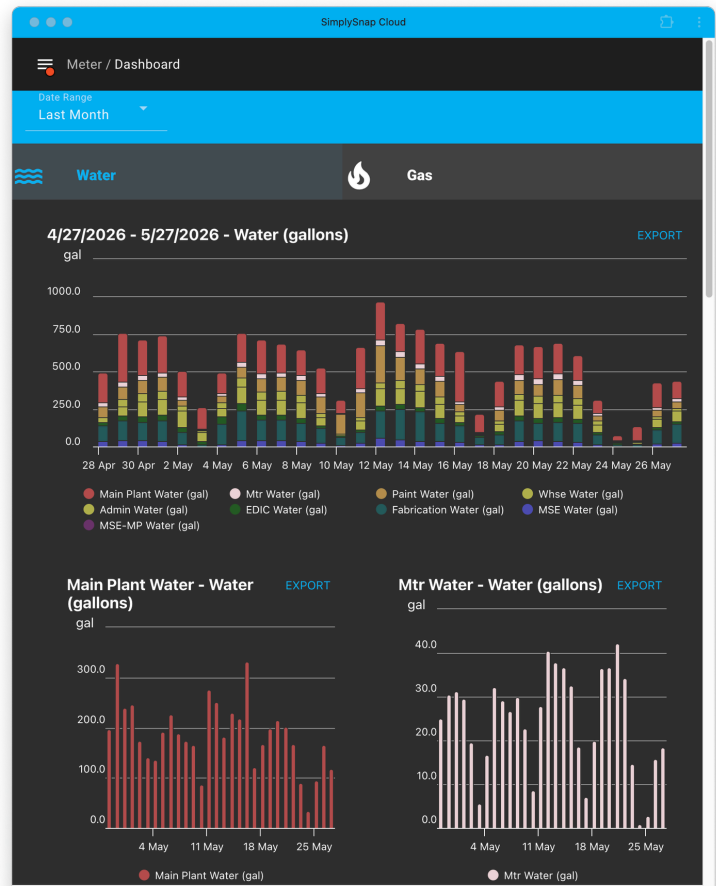 SimplySnap Cloud
Meter / Dashboard
Date Range
Last Month
Water
Gas
4/27/2026 - 5/27/2026 - Water (gallons)
EXPORT
gal
1000.0
750.0
500.0
250.0
0.0
28 Apr 30 Apr 2 May 4 May 6 May 8 May 10 May 12 May 14 May 16 May 18 May 20 May 22 May 24 May 26 May
Main Plant Water (gal) Mtr Water (gal) Paint Water (gal) Whse Water (gal)
Admin Water (gal) EDIC Water (gal) Fabrication Water (gal) MSE Water (gal)
MSE-MP Water (gal)
Main Plant Water - Water
(gallons)
EXPORT
gal
300.0
200.0
100.0
0.0
4 May 11 May 18 May 25 May
Main Plant Water (gal)
Mtr Water - Water (gallons)
EXPORT
gal
40.0
30.0
20.0
10.0
0.0
4 May 11 May 18 May 25 May
Mtr Water (gal)